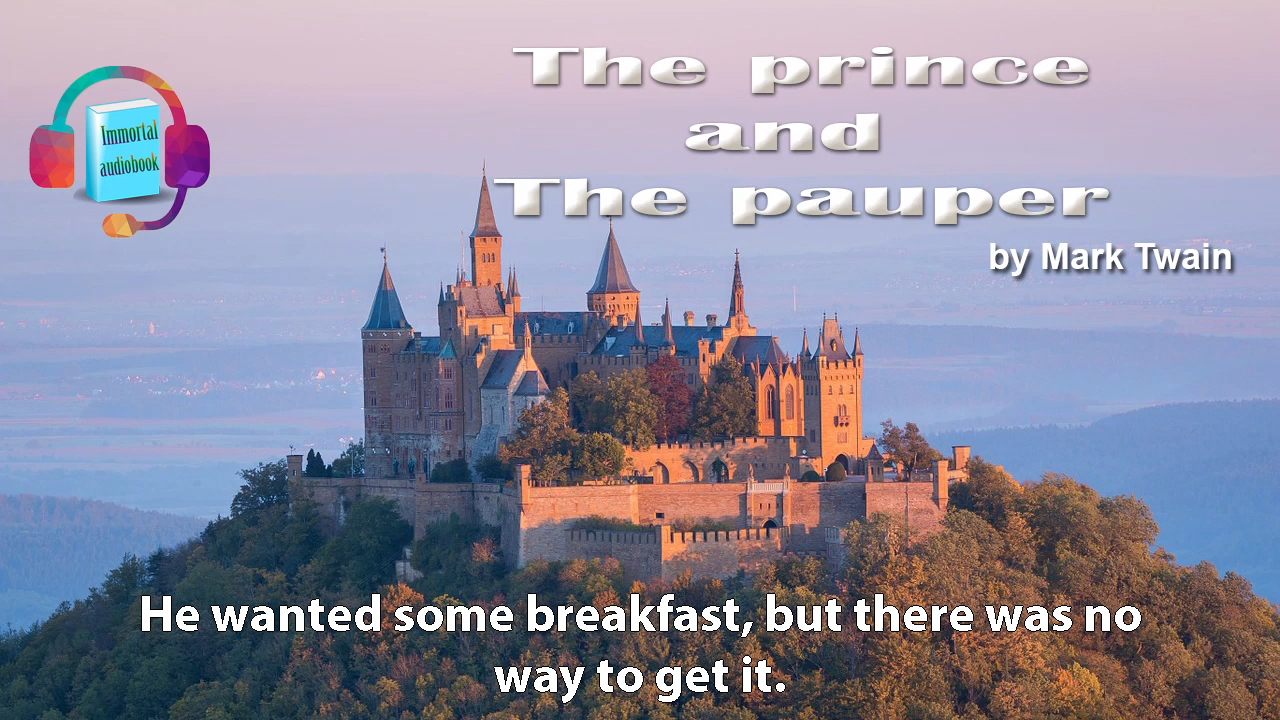 Immortal
audiobook
The prince
and
The pauper
by Mark Twain
He wanted some breakfast, but there was no
way to get it.